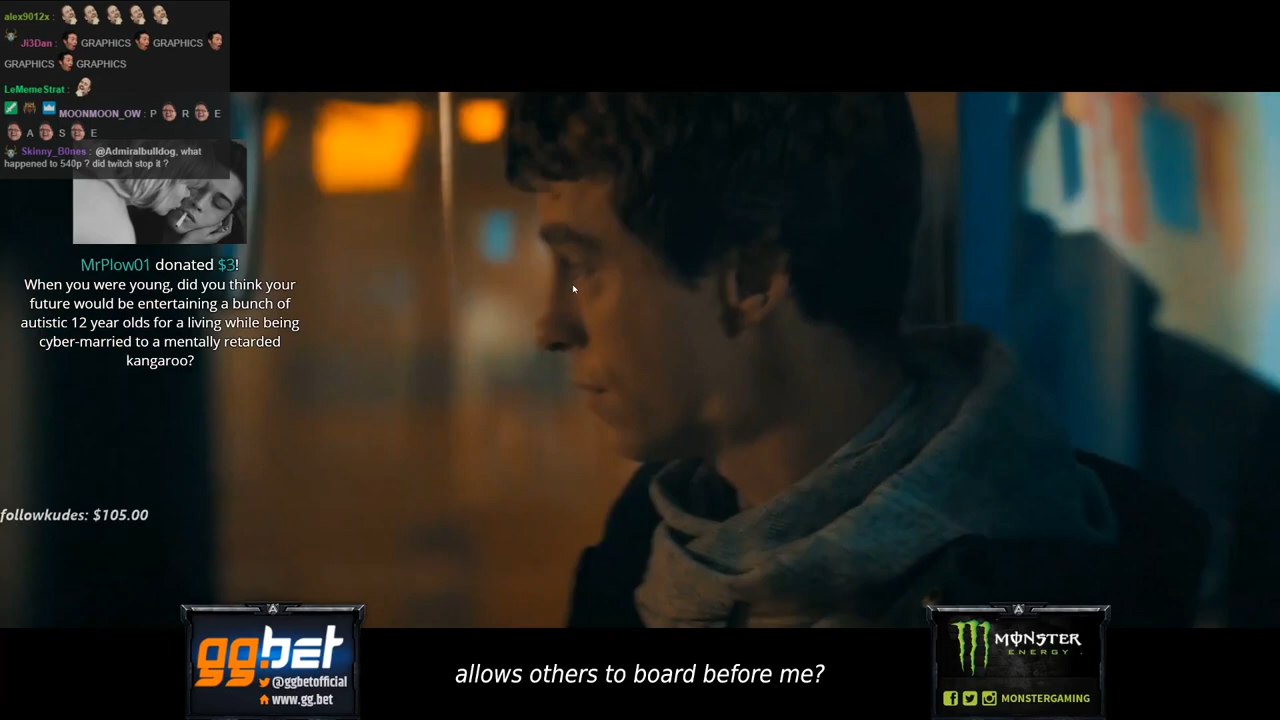 alex9012x :
Ji3Dan : GRAPHICS GRAPHICS
GRAPHICS GRAPHICS
LeMemeStrat :
MOONMOON_OW : P R E
A S E
Skinny_B0nes : @Admiralbulldog, what
happened to 540p ? did twitch stop it ?
MrPlow01 donated $3!
When you were young, did you think your
future would be entertaining a bunch of
autistic 12 year olds for a living while being
cyber-married to a mentally retarded
kangaroo?
followkudes: $105.00
gg.bet
@ggbetofficial
www.gg.bet
allows others to board before me?
MONSTER
ENERGY
MONSTERGAMING